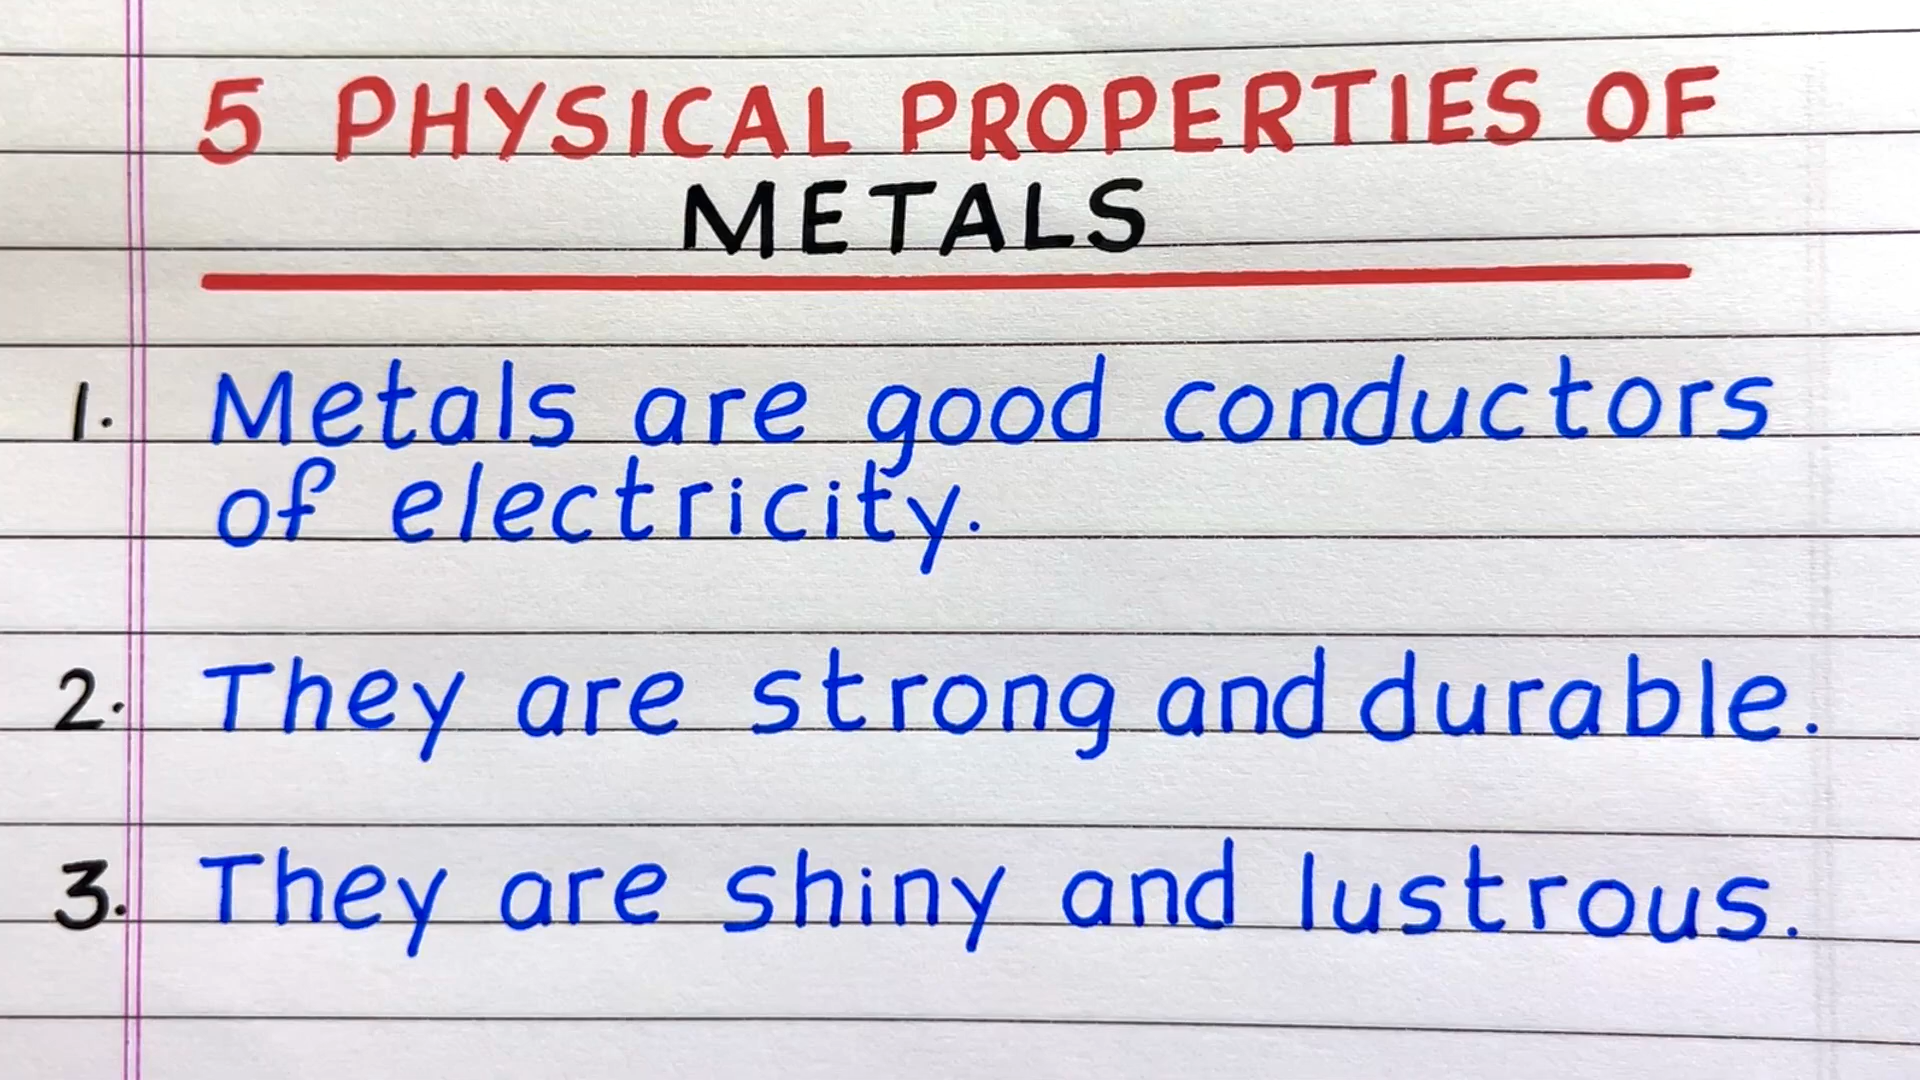 5 PHYSICAL PROPERTIES OF
METALS
1. Metals are good conductors
of electricity.
2. They are strong and durable.
3. They are shiny and lustrous.